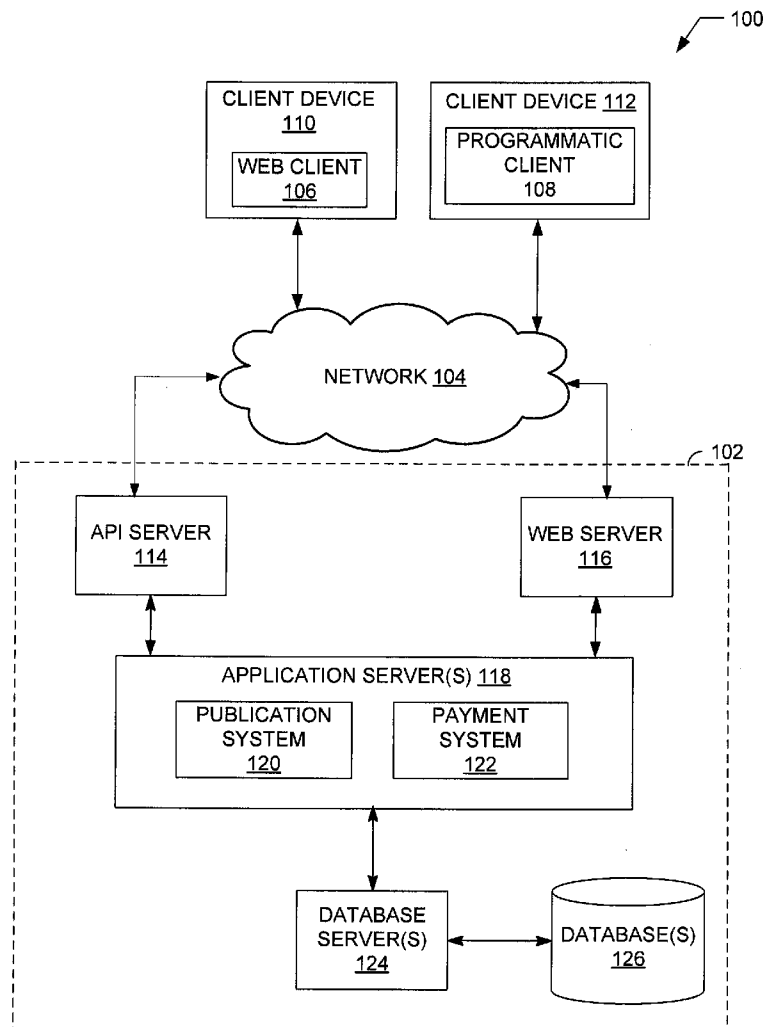 100
CLIENT DEVICE
110
WEB CLIENT
106
CLIENT DEVICE 112
PROGRAMMATIC
CLIENT
108
NETWORK 104
102
API SERVER
114
WEB SERVER
116
APPLICATION SERVER(S) 118
PUBLICATION
SYSTEM
120
PAYMENT
SYSTEM
122
DATABASE
SERVER(S)
124
DATABASE(S)
126